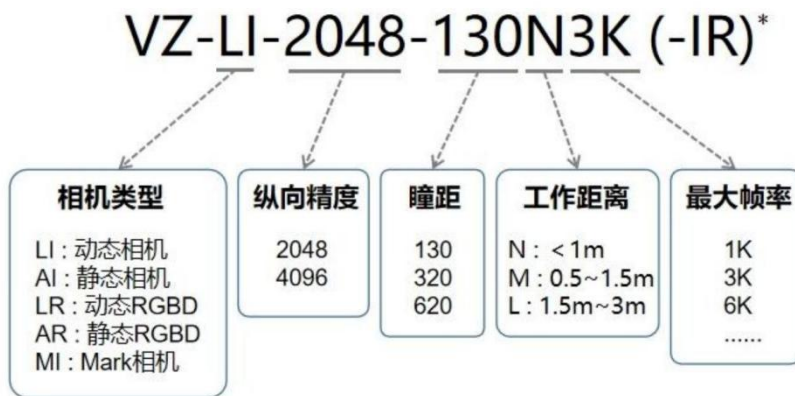 VZ-LI-2048-130N3K (-IR)*
相机类型
LI : 动态相机
AI : 静态相机
LR : 动态RGBD
AR : 静态RGBD
MI : Mark相机
纵向精度
2048
4096
瞳距
130
320
620
工作距离
N : <1m
M : 0.5~1.5m
L : 1.5m~3m
最大帧率
1K
3K
6K
......